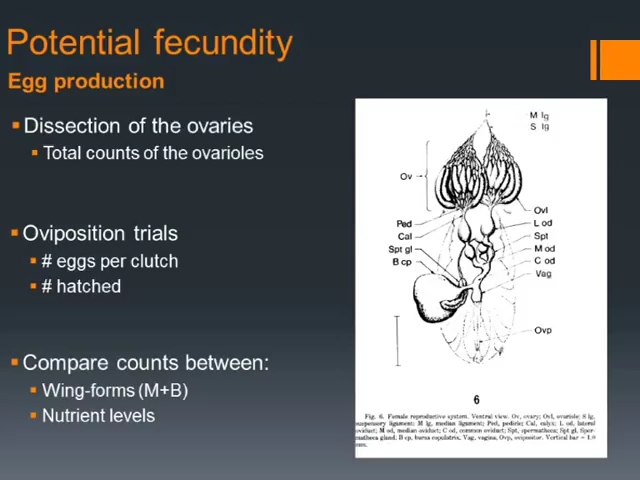 Potential fecundity
Egg production
Dissection of the ovaries
Total counts of the ovarioles
Oviposition trials
# eggs per clutch
# hatched
Compare counts between:
Wing-forms (M+B)
Nutrient levels
M lg
S lg
Ov
Ovl
Ped
L od
Cal
Spt
Spt gl
M od
B cp
C od
Vag
Ovp
6
Fig. 6. Female reproductive system. Ventral view. Ov, ovary; Ovl, ovariole; S lg,
suspensory ligament; M lg, median ligament; Ped, pedicle; Cal, calyx; L od, lateral
oviduct; M od, median oviduct; C od, common oviduct; Spt, spermatheca; Spt gl, Sper-
matheca gland; B cp, bursa copulatrix; Vag, vagina; Ovp, ovipositor. Vertical bar = 1.0
mm.